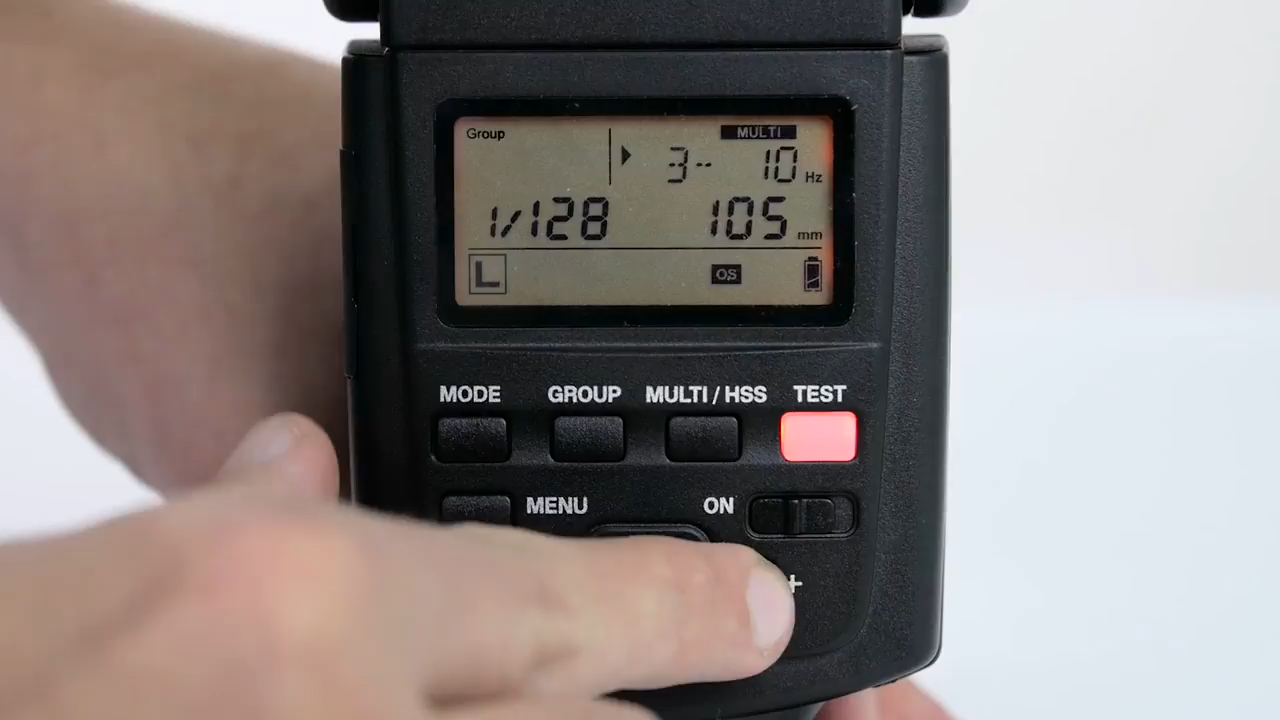 Group
MULTI
3-- 10 Hz
1/128 105 mm
L OS
MODE GROUP MULTI / HSS TEST
MENU ON
+